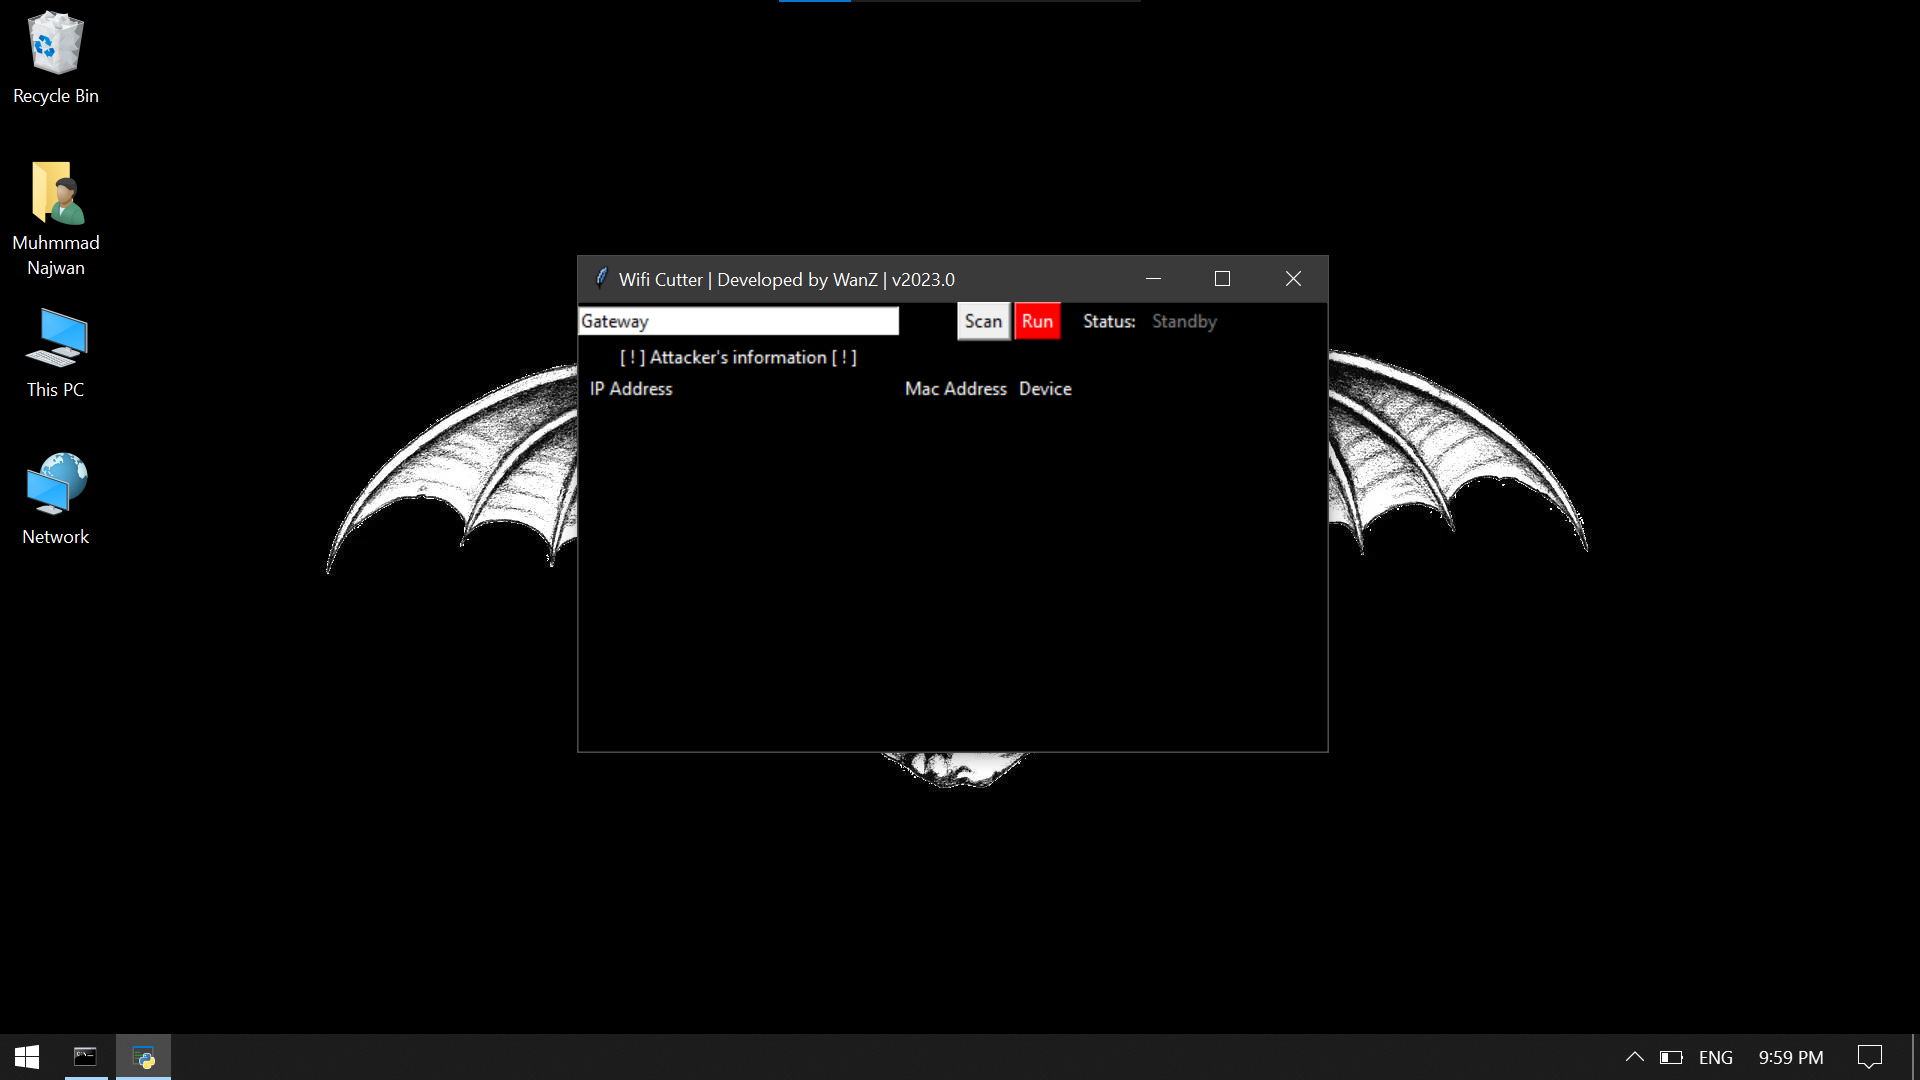 Recycle Bin
Muhmmad
Najwan
This PC
Network
Wifi Cutter | Developed by WanZ | v2023.0
Gateway
Scan
Run
Status:
Standby
[ ! ] Attacker's information [ ! ]
IP Address
Mac Address
Device
ENG
9:59 PM